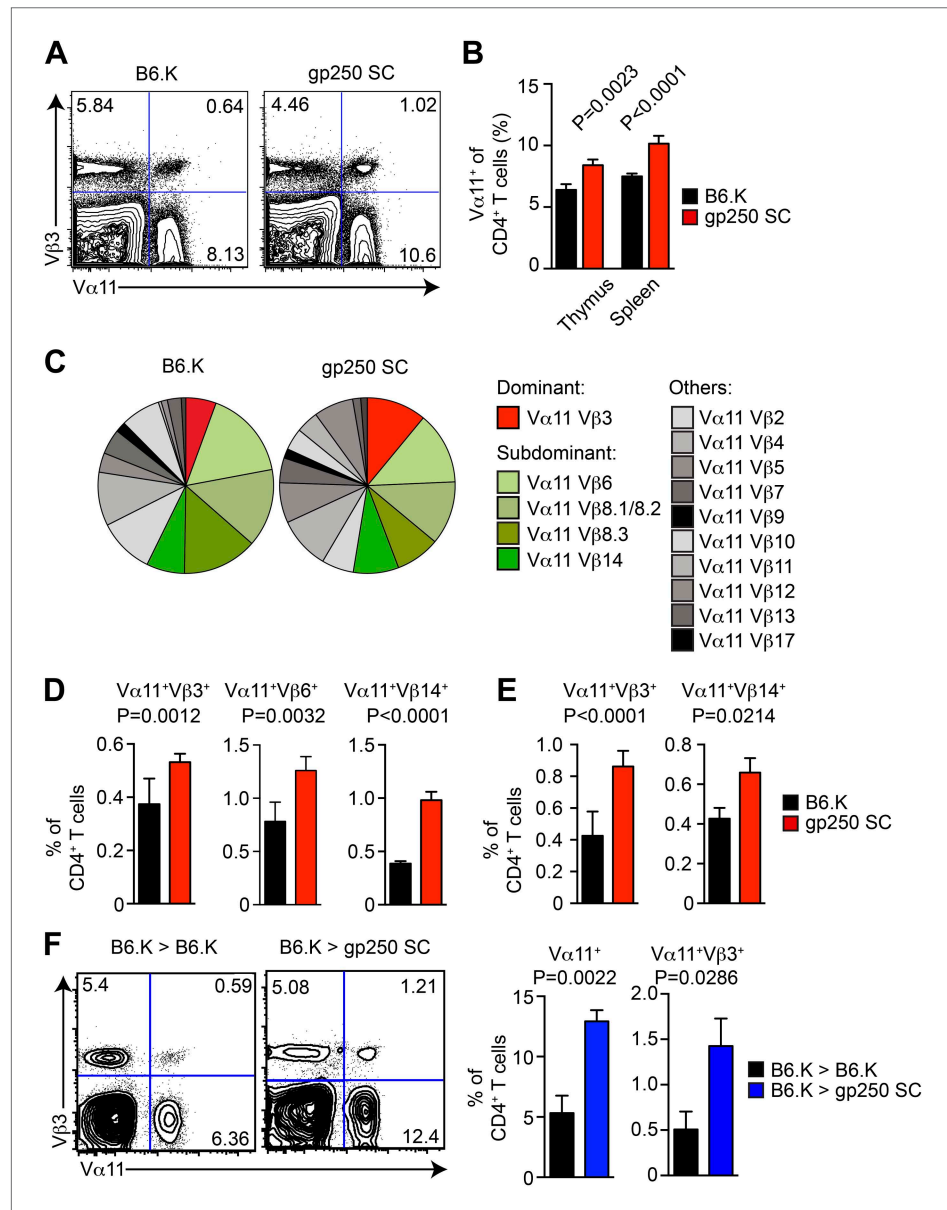 A
B6.K
gp250 SC
5.84
0.64
4.46
1.02
8.13
10.6
Vβ3
Vα11
B
P=0.0023
P<0.0001
Vα11⁺ of
CD4⁺ T cells (%)
15
10
5
0
Thymus
Spleen
B6.K
gp250 SC
C
B6.K
gp250 SC
Dominant:
Vα11 Vβ3
Subdominant:
Vα11 Vβ6
Vα11 Vβ8.1/8.2
Vα11 Vβ8.3
Vα11 Vβ14
Others:
Vα11 Vβ2
Vα11 Vβ4
Vα11 Vβ5
Vα11 Vβ7
Vα11 Vβ9
Vα11 Vβ10
Vα11 Vβ11
Vα11 Vβ12
Vα11 Vβ13
Vα11 Vβ17
D
Vα11⁺Vβ3⁺
P=0.0012
% of
CD4⁺ T cells
0.6
0.4
0.2
0
Vα11⁺Vβ6⁺
P=0.0032
1.5
1.0
0.5
0
Vα11⁺Vβ14⁺
P<0.0001
1.5
1.0
0.5
0
E
Vα11⁺Vβ3⁺
P<0.0001
% of
CD4⁺ T cells
1.0
0.8
0.6
0.4
0.2
0
Vα11⁺Vβ14⁺
P=0.0214
0.8
0.6
0.4
0.2
0
B6.K
gp250 SC
F
B6.K > B6.K
B6.K > gp250 SC
5.4
0.59
5.08
1.21
6.36
12.4
Vβ3
Vα11
Vα11⁺
P=0.0022
% of
CD4⁺ T cells
15
10
5
0
Vα11⁺Vβ3⁺
P=0.0286
2.0
1.5
1.0
0.5
0
B6.K > B6.K
B6.K > gp250 SC